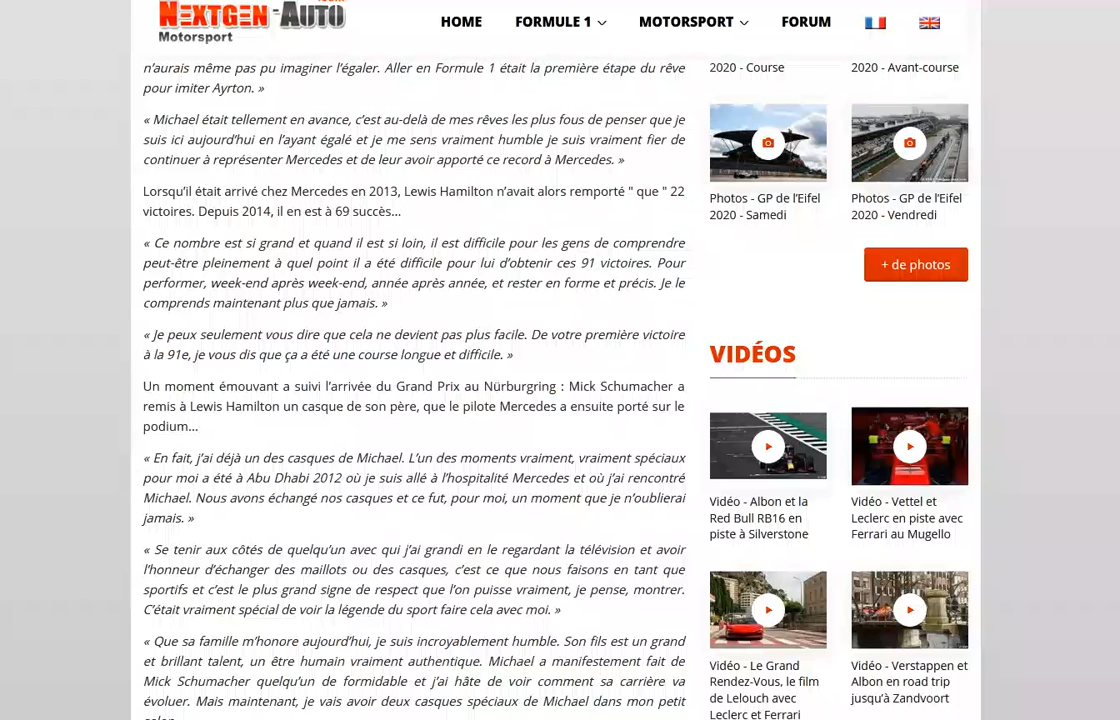 NEXTGEN-AUTO
Motorsport
HOME
FORMULE 1
MOTORSPORT
FORUM
n’aurais même pas pu imaginer l’égaler. Aller en Formule 1 était la première étape du rêve
pour imiter Ayrton. »
« Michael était tellement en avance, c’est au-delà de mes rêves les plus fous de penser que je
suis ici aujourd’hui en l’ayant égalé et je me sens vraiment humble je suis vraiment fier de
continuer à représenter Mercedes et de leur avoir apporté ce record à Mercedes. »
Lorsqu’il était arrivé chez Mercedes en 2013, Lewis Hamilton n’avait alors remporté " que " 22
victoires. Depuis 2014, il en est à 69 succès...
« Ce nombre est si grand et quand il est si loin, il est difficile pour les gens de comprendre
peut-être pleinement à quel point il a été difficile pour lui d’obtenir ces 91 victoires. Pour
performer, week-end après week-end, année après année, et rester en forme et précis. Je le
comprends maintenant plus que jamais. »
« Je peux seulement vous dire que cela ne devient pas plus facile. De votre première victoire
à la 91e, je vous dis que ça a été une course longue et difficile. »
Un moment émouvant a suivi l’arrivée du Grand Prix au Nürburgring : Mick Schumacher a
remis à Lewis Hamilton un casque de son père, que le pilote Mercedes a ensuite porté sur le
podium...
« En fait, j’ai déjà un des casques de Michael. L’un des moments vraiment, vraiment spéciaux
pour moi a été à Abu Dhabi 2012 où je suis allé à l’hospitalité Mercedes et où j’ai rencontré
Michael. Nous avons échangé nos casques et ce fut, pour moi, un moment que je n’oublierai
jamais. »
« Se tenir aux côtés de quelqu’un avec qui j’ai grandi en le regardant la télévision et avoir
l’honneur d’échanger des maillots ou des casques, c’est ce que nous faisons en tant que
sportifs et c’est le plus grand signe de respect que l’on puisse vraiment, je pense, montrer.
C’était vraiment spécial de voir la légende du sport faire cela avec moi. »
« Que sa famille m’honore aujourd’hui, je suis incroyablement humble. Son fils est un grand
et brillant talent, un être humain vraiment authentique. Michael a manifestement fait de
Mick Schumacher quelqu’un de formidable et j’ai hâte de voir comment sa carrière va
évoluer. Mais maintenant, je vais avoir deux casques spéciaux de Michael dans mon petit
2020 - Course
2020 - Avant-course
Photos - GP de l’Eifel
2020 - Samedi
Photos - GP de l’Eifel
2020 - Vendredi
+ de photos
VIDÉOS
Vidéo - Albon et la
Red Bull RB16 en
piste à Silverstone
Vidéo - Vettel et
Leclerc en piste avec
Ferrari au Mugello
Vidéo - Le Grand
Rendez-Vous, le film
de Lelouch avec
Leclerc et Ferrari
Vidéo - Verstappen et
Albon en road trip
jusqu’à Zandvoort